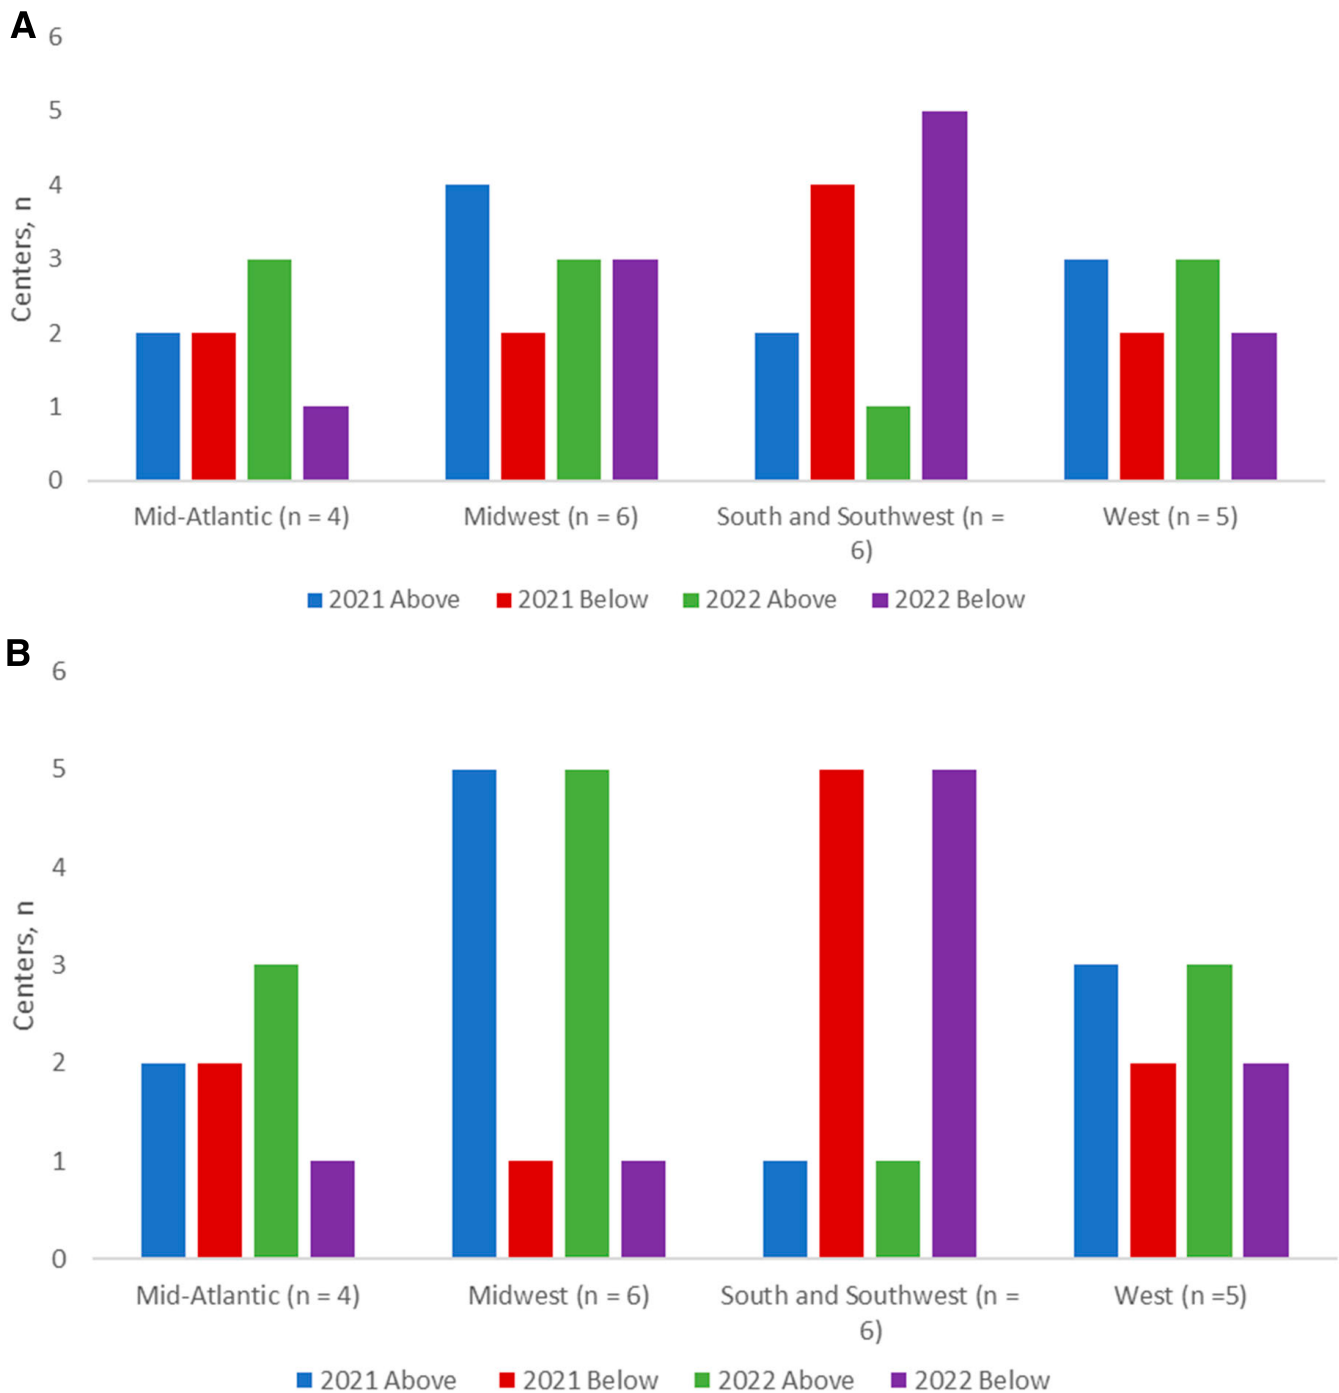 A
6
5
4
3
2
1
0
Centers, n
Mid-Atlantic (n = 4)
Midwest (n = 6)
South and Southwest (n =
6)
West (n = 5)
2021 Above
2021 Below
2022 Above
2022 Below
B
6
5
4
3
2
1
0
Centers, n
Mid-Atlantic (n = 4)
Midwest (n = 6)
South and Southwest (n =
6)
West (n =5)
2021 Above
2021 Below
2022 Above
2022 Below